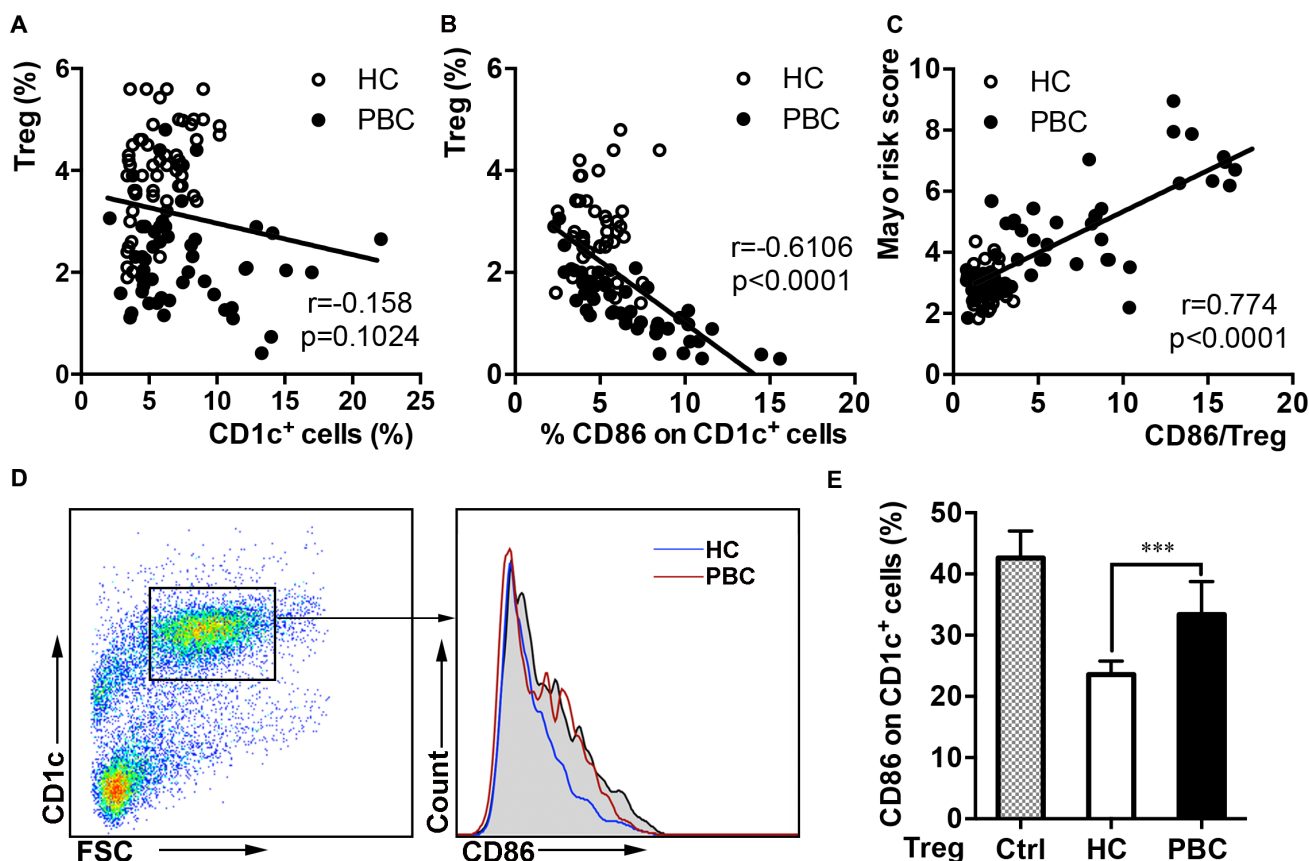 A
Treg (%)
6
4
2
0
0 5 10 15 20 25
CD1c⁺ cells (%)
HC
PBC
r=-0.158
p=0.1024
B
Treg (%)
6
4
2
0
0 5 10 15 20
% CD86 on CD1c⁺ cells
HC
PBC
r=-0.6106
p<0.0001
C
Mayo risk score
10
8
6
4
2
0
0 5 10 15 20
CD86/Treg
HC
PBC
r=0.774
p<0.0001
D
CD1c
FSC
Count
CD86
HC
PBC
E
CD86 on CD1c⁺ cells (%)
50
40
30
20
10
0
***
Treg Ctrl HC PBC